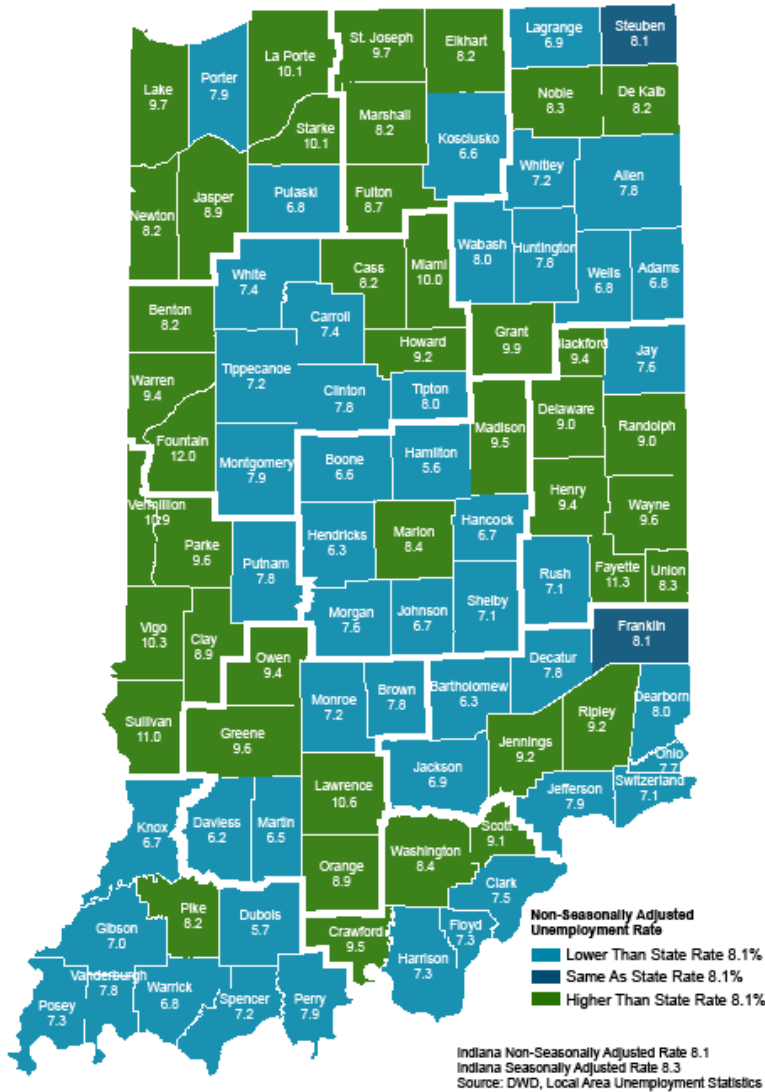 Lagrange
6.9
Steuben
8.1
St. Joseph
9.7
Elkhart
8.2
La Porte
10.1
Porter
7.9
Lake
9.7
Noble
8.3
De Kalb
8.2
Marshall
8.2
Starke
10.1
Kosciusko
6.6
Whitley
7.2
Allen
7.8
Pulaski
6.8
Fulton
8.7
Jasper
8.9
Newton
8.2
Wabash
8.0
Huntington
7.8
Wells
6.8
Adams
6.8
White
7.4
Cass
8.2
Miami
10.0
Benton
8.2
Carroll
7.4
Howard
9.2
Grant
9.9
Blackford
9.4
Jay
7.6
Warren
9.4
Tippecanoe
7.2
Clinton
7.8
Tipton
8.0
Madison
9.5
Delaware
9.0
Randolph
9.0
Fountain
12.0
Montgomery
7.9
Boone
6.6
Hamilton
5.6
Henry
9.4
Wayne
9.6
Vermillion
10.9
Parke
9.6
Putnam
7.8
Hendricks
6.3
Marion
8.4
Hancock
6.7
Rush
7.1
Fayette
11.3
Union
8.3
Vigo
10.3
Clay
8.9
Morgan
7.6
Johnson
6.7
Shelby
7.1
Franklin
8.1
Owen
9.4
Decatur
7.8
Sullivan
11.0
Greene
9.6
Monroe
7.2
Brown
7.8
Bartholomew
6.3
Dearborn
8.0
Ripley
9.2
Jennings
9.2
Ohio
7.7
Jackson
6.9
Lawrence
10.6
Jefferson
7.9
Switzerland
7.1
Knox
6.7
Daviess
6.2
Martin
6.5
Orange
8.9
Washington
8.4
Scott
9.1
Clark
7.5
Pike
8.2
Dubois
5.7
Gibson
7.0
Crawford
9.5
Floyd
7.3
Harrison
7.3
Vanderburgh
7.8
Warrick
6.8
Spencer
7.2
Perry
7.9
Posey
7.3
Non-Seasonally Adjusted
Unemployment Rate
Lower Than State Rate 8.1%
Same As State Rate 8.1%
Higher Than State Rate 8.1%
Indiana Non-Seasonally Adjusted Rate 8.1
Indiana Seasonally Adjusted Rate 8.3
Source: DWD, Local Area Unemployment Statistics